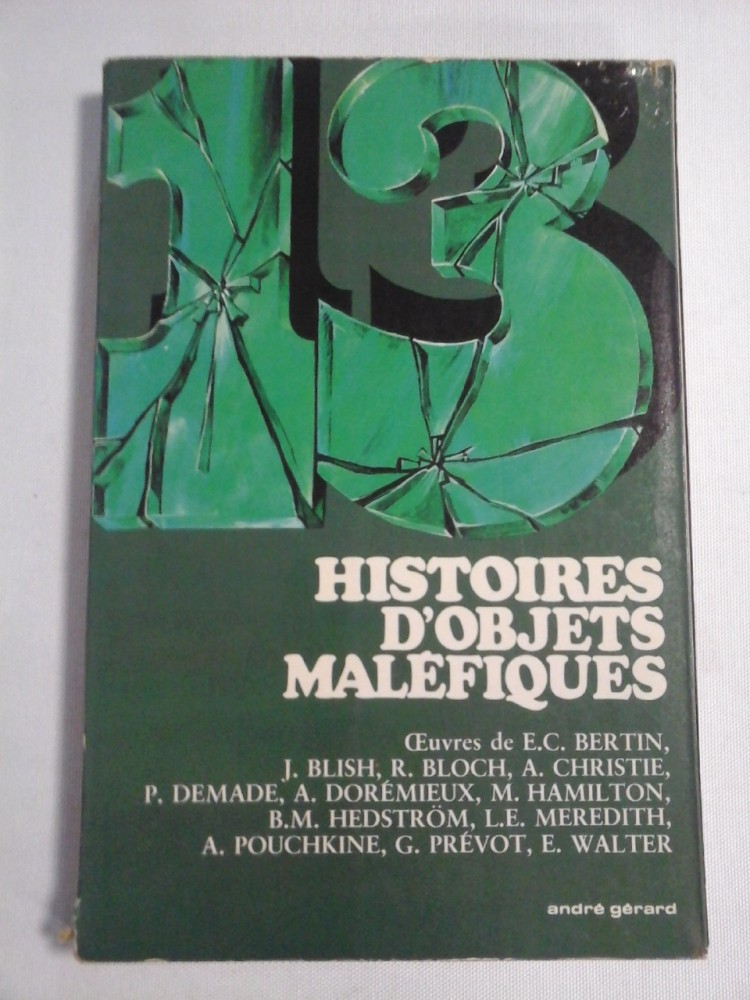 13
HISTOIRES
D'OBJETS
MALÉFIQUES
Œuvres de E.C. BERTIN,
J. BLISH, R. BLOCH, A. CHRISTIE,
P. DEMADE, A. DORÉMIEUX, M. HAMILTON,
B.M. HEDSTRÖM, L.E. MEREDITH,
A. POUCHKINE, G. PRÉVOT, E. WALTER
andré gérard